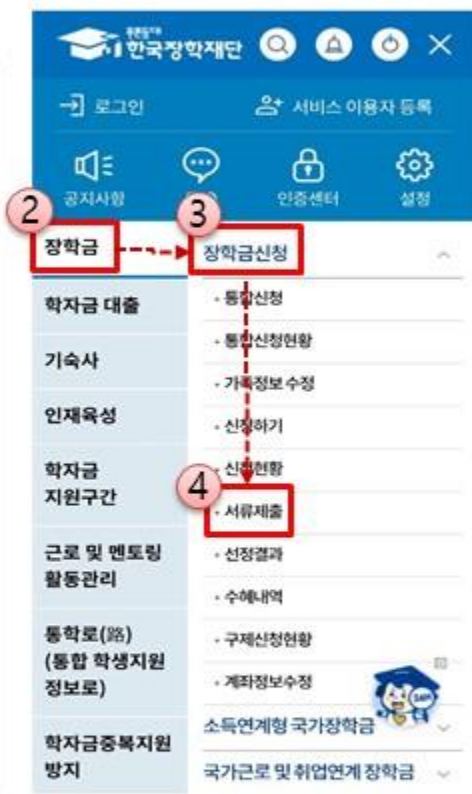 푸른등대
한국장학재단
로그인
서비스 이용자 등록
공지사항
인증센터
설정
2
3
장학금
장학금신청
학자금 대출
· 통합신청
· 통합신청현황
기숙사
· 가족정보 수정
인재육성
· 신청하기
학자금
지원구간
· 신청현황
4
· 서류제출
근로 및 멘토링
활동관리
· 선정결과
· 수혜내역
통학로(路)
(통합 학생지원
정보로)
· 구제신청현황
· 계좌정보수정
소득연계형 국가장학금
학자금중복지원
방지
국가근로 및 취업연계 장학금